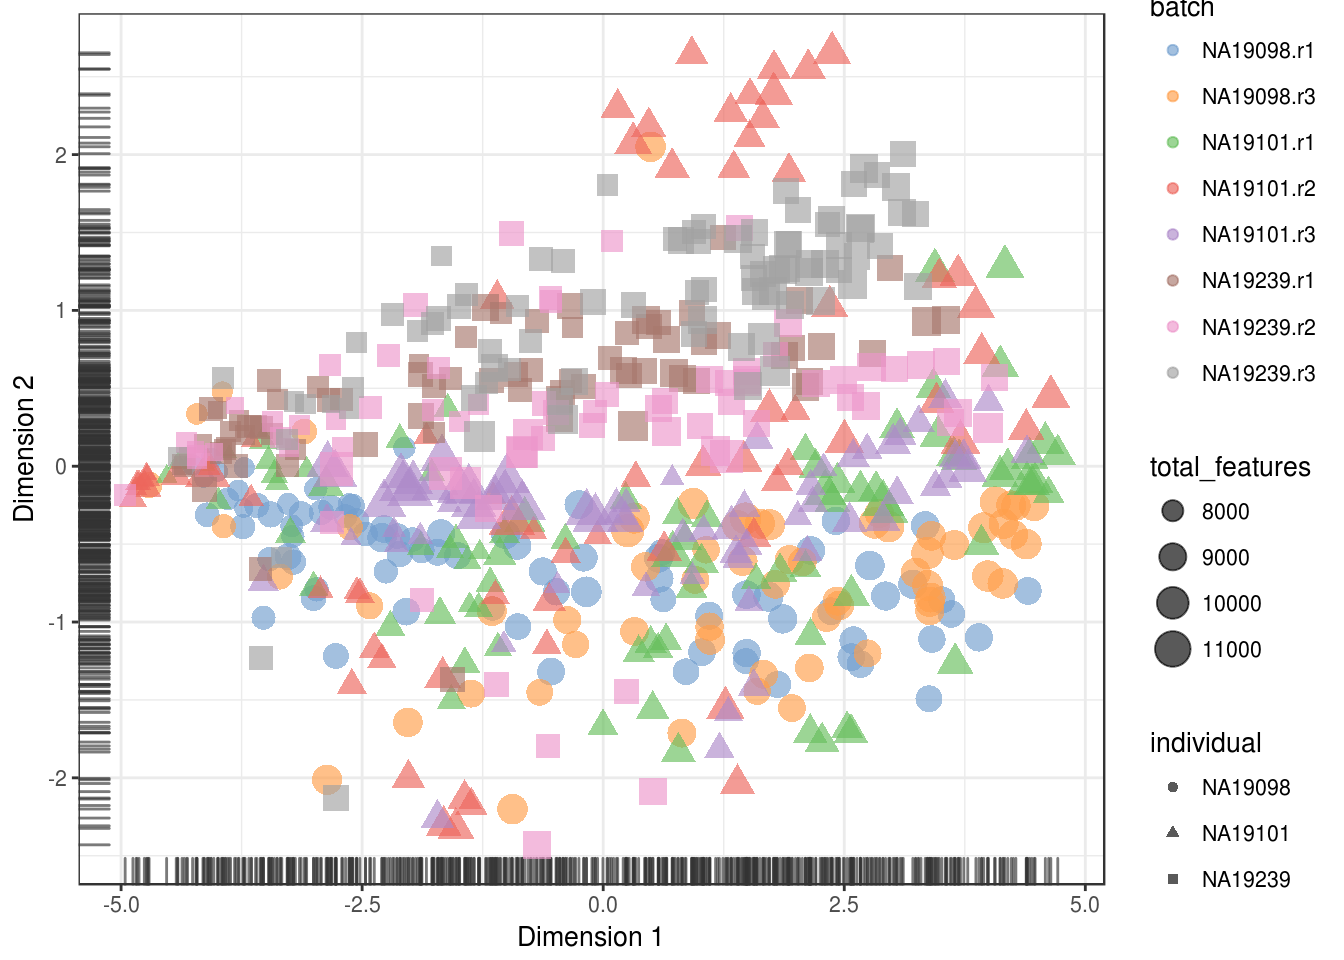 batch
NA19098.r1
NA19098.r3
NA19101.r1
NA19101.r2
NA19101.r3
NA19239.r1
NA19239.r2
NA19239.r3
total_features
8000
9000
10000
11000
individual
NA19098
NA19101
NA19239
Dimension 2
2
1
0
-1
-2
-5.0
-2.5
0.0
2.5
5.0
Dimension 1